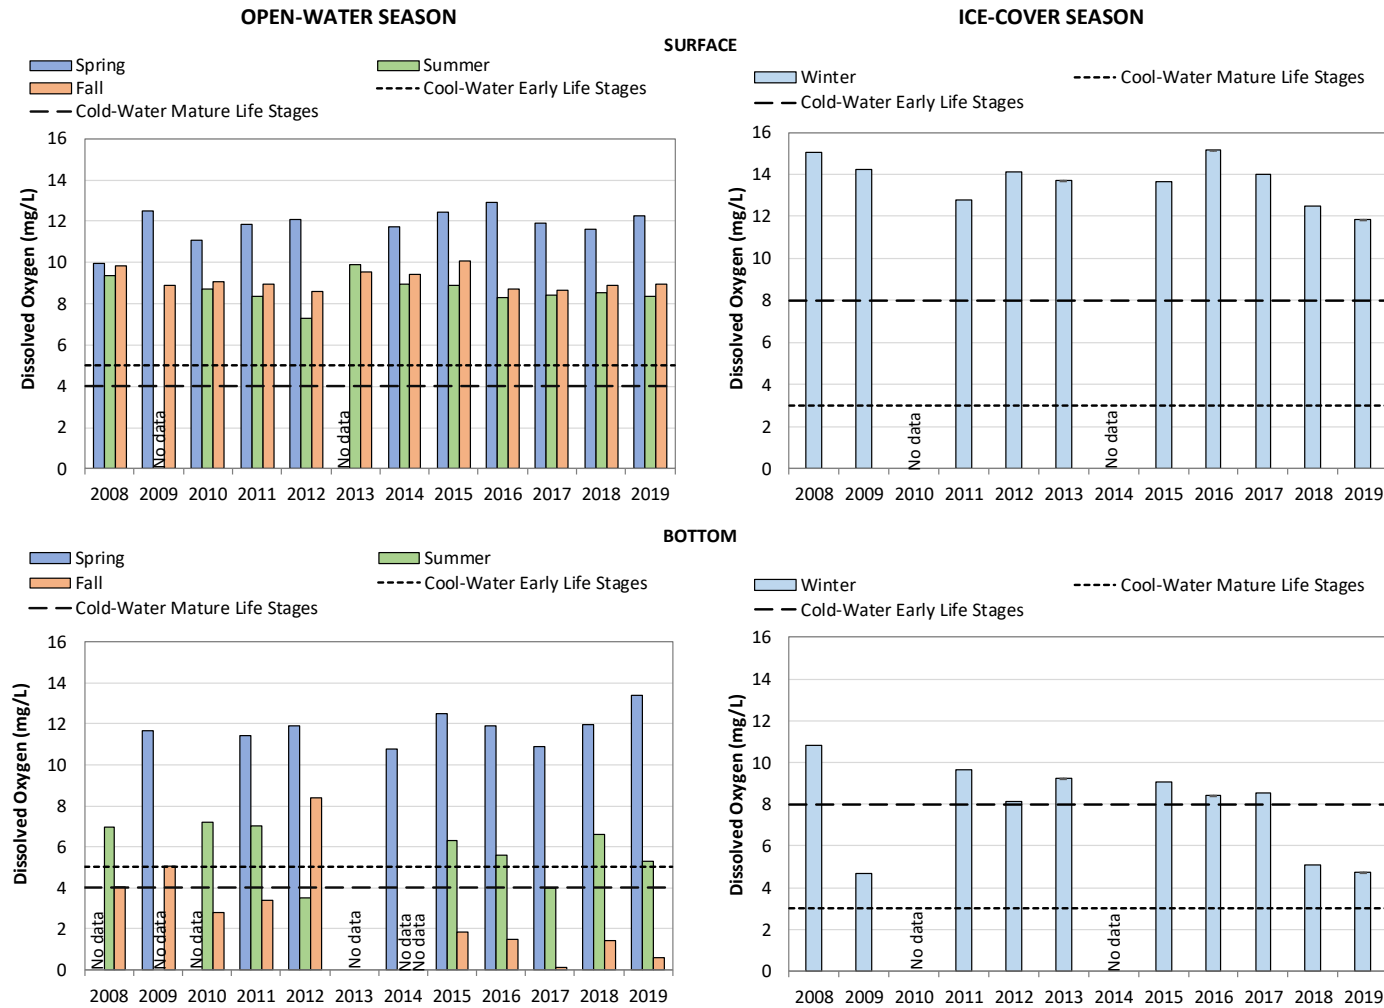 OPEN-WATER SEASON
ICE-COVER SEASON
SURFACE
Spring
Summer
Fall
Cool-Water Early Life Stages
Cold-Water Mature Life Stages
Dissolved Oxygen (mg/L)
16
14
12
10
8
6
4
2
0
No data
No data
2008 2009 2010 2011 2012 2013 2014 2015 2016 2017 2018 2019
Winter
Cool-Water Mature Life Stages
Cold-Water Early Life Stages
Dissolved Oxygen (mg/L)
16
14
12
10
8
6
4
2
0
No data
No data
2008 2009 2010 2011 2012 2013 2014 2015 2016 2017 2018 2019
BOTTOM
Spring
Summer
Fall
Cool-Water Early Life Stages
Cold-Water Mature Life Stages
Dissolved Oxygen (mg/L)
16
14
12
10
8
6
4
2
0
No data
No data
No data
No data
No data
No data
2008 2009 2010 2011 2012 2013 2014 2015 2016 2017 2018 2019
Winter
Cool-Water Mature Life Stages
Cold-Water Early Life Stages
Dissolved Oxygen (mg/L)
16
14
12
10
8
6
4
2
0
No data
No data
2008 2009 2010 2011 2012 2013 2014 2015 2016 2017 2018 2019